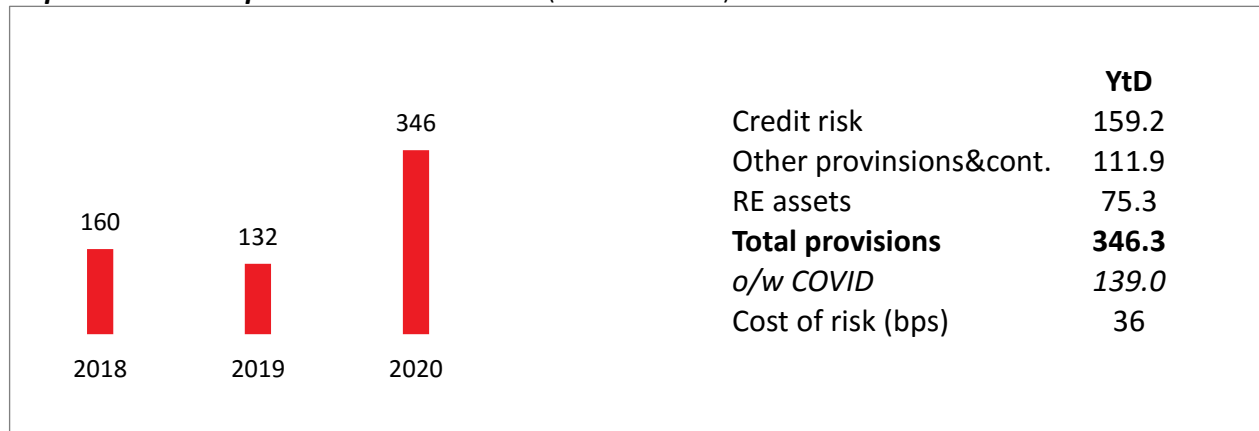 346
160
132
2018 2019 2020
YtD
Credit risk 159.2
Other provinsions&cont. 111.9
RE assets 75.3
Total provisions 346.3
o/w COVID 139.0
Cost of risk (bps) 36